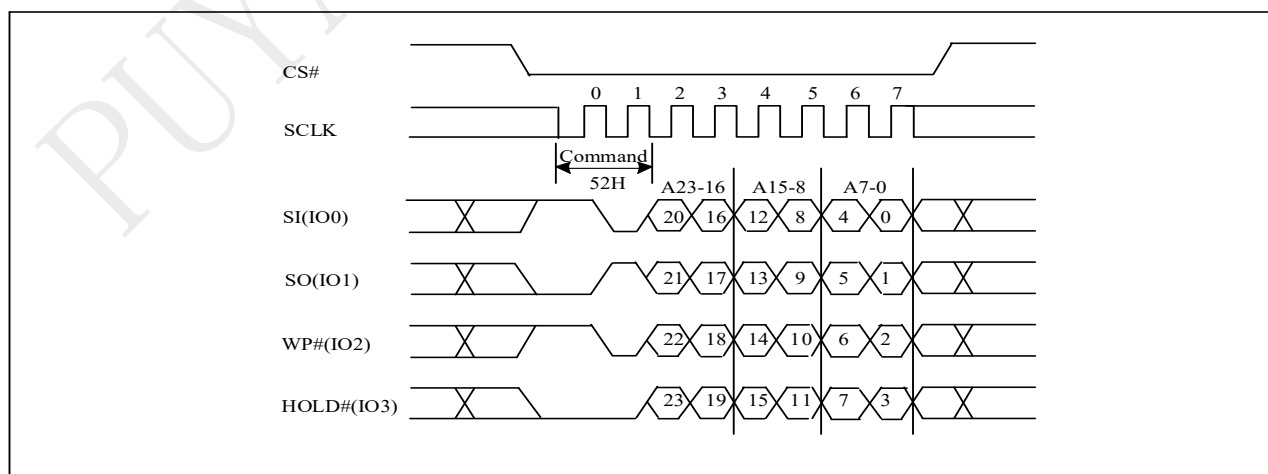 PUYA
CS#
0 1 2 3 4 5 6 7
SCLK
Command
52H
A23-16 A15-8 A7-0
SI(IO0) 20 16 12 8 4 0
SO(IO1) 21 17 13 9 5 1
WP#(IO2) 22 18 14 10 6 2
HOLD#(IO3) 23 19 15 11 7 3